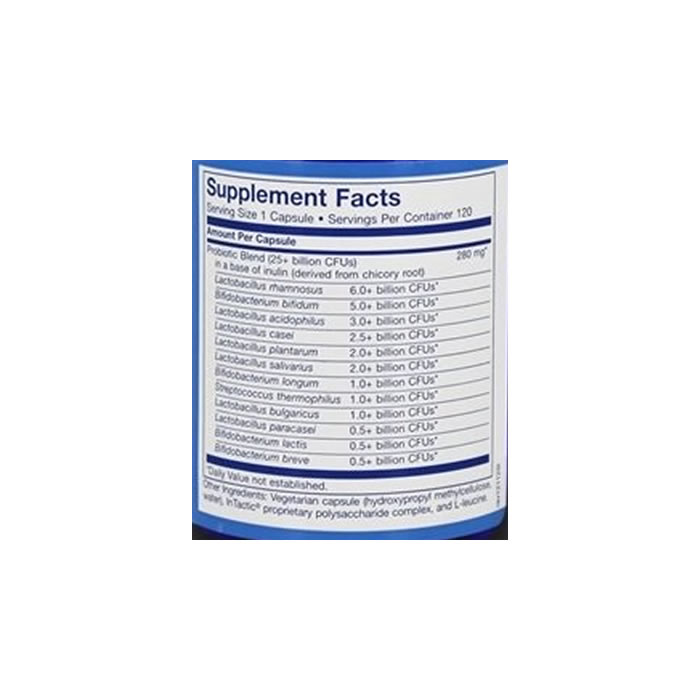 Supplement Facts
Serving Size 1 Capsule • Servings Per Container 120
Amount Per Capsule
Probiotic Blend (25+ billion CFUs) 280 mg*
in a base of inulin (derived from chicory root)
Lactobacillus rhamnosus 6.0+ billion CFUs*
Bifidobacterium bifidum 5.0+ billion CFUs*
Lactobacillus acidophilus 3.0+ billion CFUs*
Lactobacillus casei 2.5+ billion CFUs*
Lactobacillus plantarum 2.0+ billion CFUs*
Lactobacillus salivarius 2.0+ billion CFUs*
Bifidobacterium longum 1.0+ billion CFUs*
Streptococcus thermophilus 1.0+ billion CFUs*
Lactobacillus bulgaricus 1.0+ billion CFUs*
Lactobacillus paracasei 0.5+ billion CFUs*
Bifidobacterium lactis 0.5+ billion CFUs*
Bifidobacterium breve 0.5+ billion CFUs*
*Daily Value not established.
Other Ingredients: Vegetarian capsule (hydroxypropyl methylcellulose,
water), InTactic® proprietary polysaccharide complex, and L-leucine.